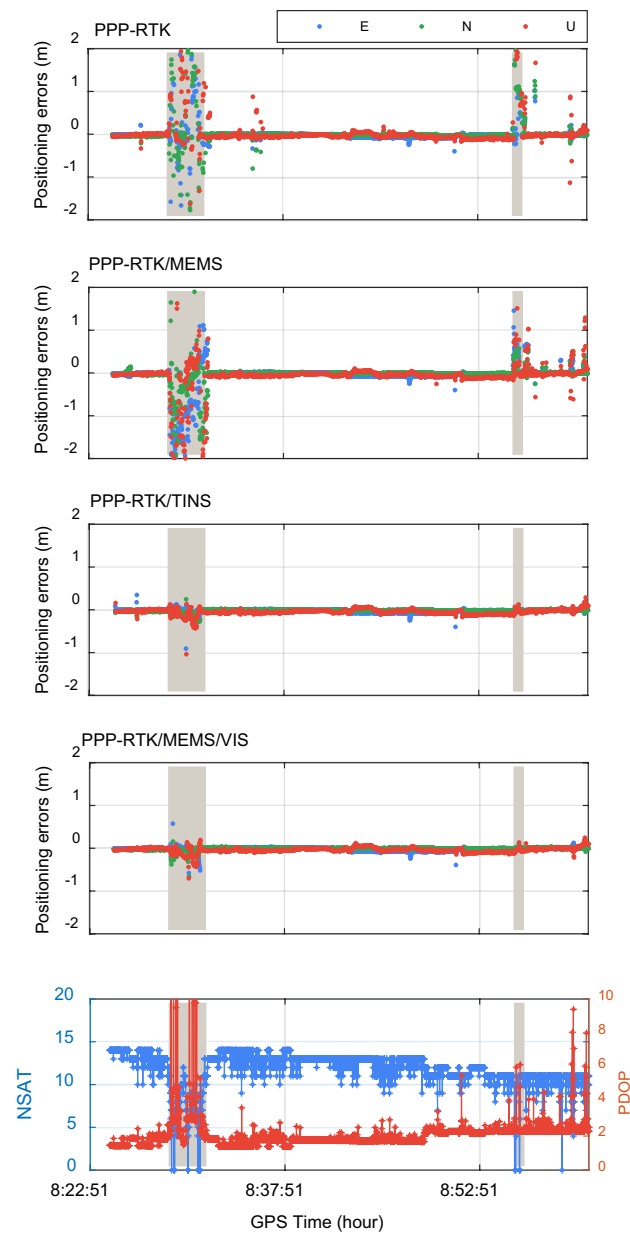 PPP-RTK
E N U
2
1
0
-1
-2
Positioning errors (m)
PPP-RTK/MEMS
2
1
0
-1
-2
Positioning errors (m)
PPP-RTK/TINS
2
1
0
-1
-2
Positioning errors (m)
PPP-RTK/MEMS/VIS
2
1
0
-1
-2
Positioning errors (m)
20
15
10
5
0
NSAT
10
8
6
4
2
0
PDOP
8:22:51 8:37:51 8:52:51
GPS Time (hour)